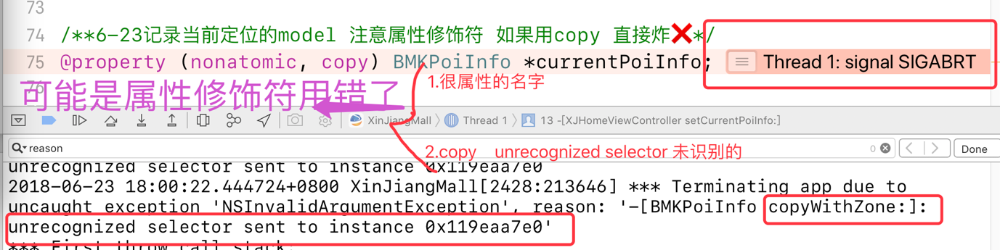 73
74 /**6-23记录当前定位的model 注意属性修饰符 如果用copy 直接炸❌*/
75 @property (nonatomic, copy) BMKPoiInfo *currentPoiInfo; Thread 1: signal SIGABRT
76
可能是属性修饰符用错了
1.很属性的名字
XinJiangMall Thread 1 13 -[XJHomeViewController setCurrentPoiInfo:]
reason 0 Done
2.copy unrecognized selector 未识别的
unrecognized selector sent to instance 0x119eaa7e0
2018-06-23 18:00:22.444724+0800 XinJiangMall[2428:213646] *** Terminating app due to
uncaught exception 'NSInvalidArgumentException', reason: '-[BMKPoiInfo copyWithZone:]:
unrecognized selector sent to instance 0x119eaa7e0'
*** First throw call stack: